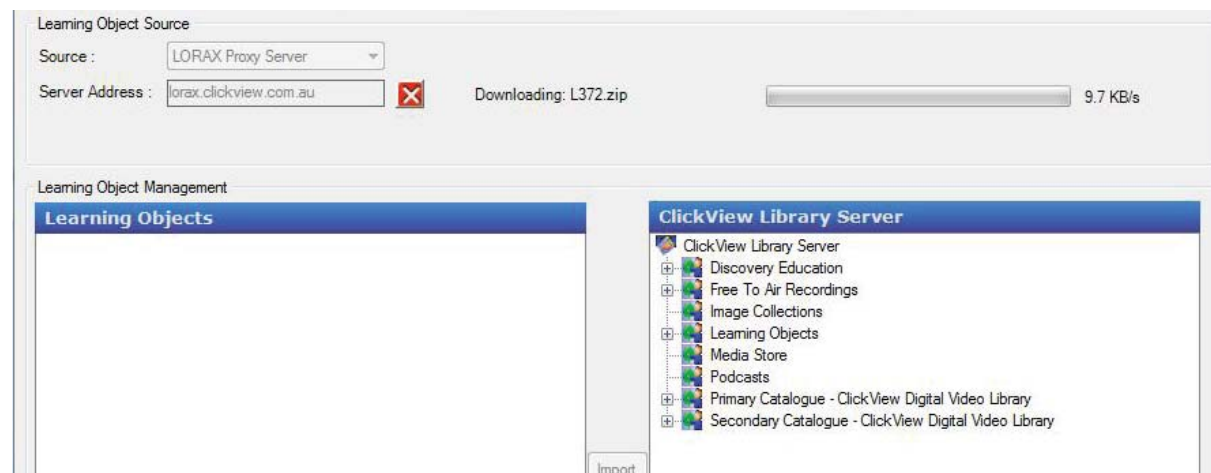 Learning Object Source
Source : LORAX Proxy Server
Server Address : lorax.clickview.com.au Downloading: L372.zip 9.7 KB/s
Learning Object Management
Learning Objects
ClickView Library Server
ClickView Library Server
Discovery Education
Free To Air Recordings
Image Collections
Learning Objects
Media Store
Podcasts
Primary Catalogue - ClickView Digital Video Library
Secondary Catalogue - ClickView Digital Video Library
Import